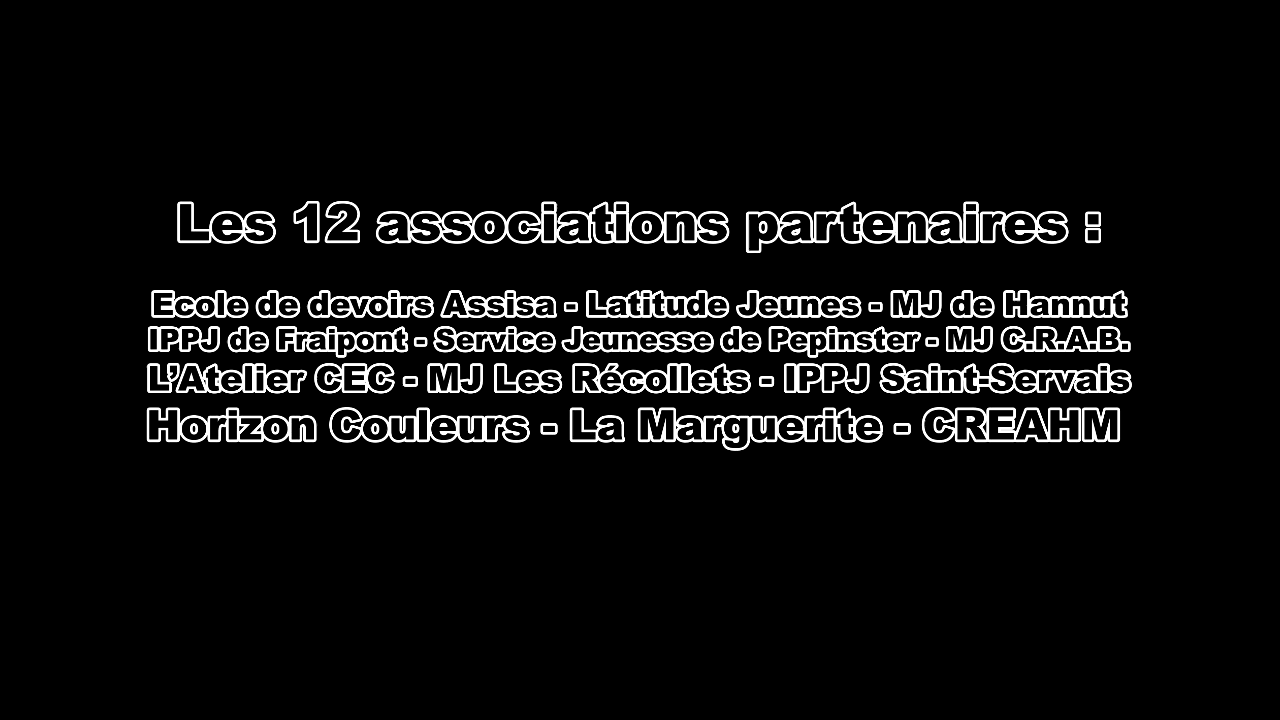 Les 12 associations partenaires :
Ecole de devoirs Assisa - Latitude Jeunes - MJ de Hannut
IPPJ de Fraipont - Service Jeunesse de Pepinster - MJ C.R.A.B.
L’Atelier CEC - MJ Les Récollets - IPPJ Saint-Servais
Horizon Couleurs - La Marguerite - CREAHM